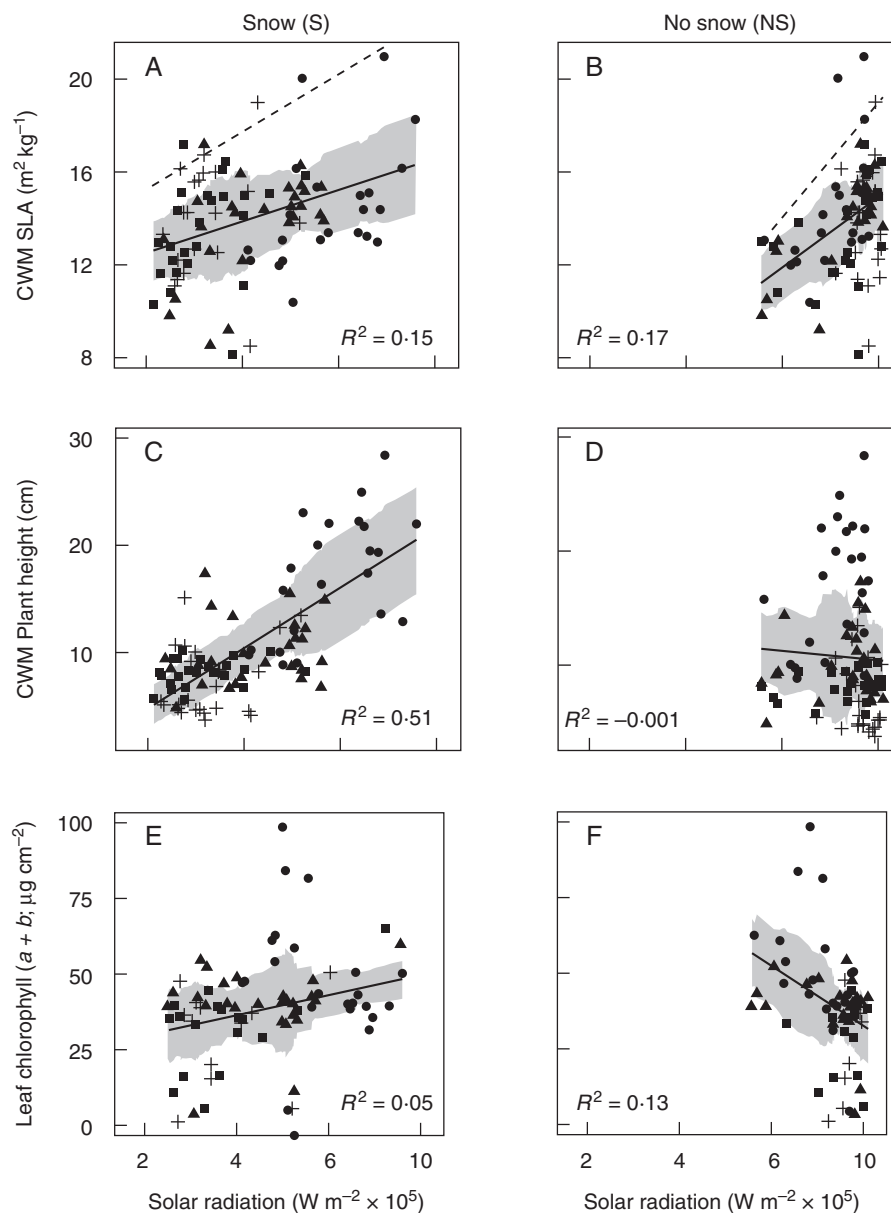 Snow (S)
No snow (NS)
A
B
CWM SLA (m² kg⁻¹)
20
16
12
8
R² = 0·15
R² = 0·17
C
D
CWM Plant height (cm)
30
20
10
R² = 0·51
R² = –0·001
E
F
Leaf chlorophyll (a + b; μg cm⁻²)
100
75
50
25
0
R² = 0·05
R² = 0·13
2 4 6 8 10
2 4 6 8 10
Solar radiation (W m⁻² × 10⁵)
Solar radiation (W m⁻² × 10⁵)